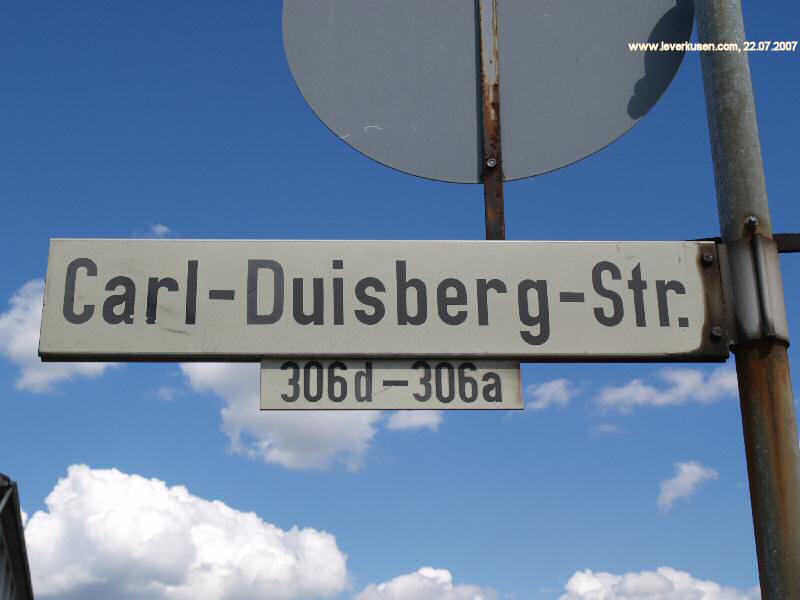 www.leverkusen.com, 22.07.2007
Carl-Duisberg-Str.
306d-306a